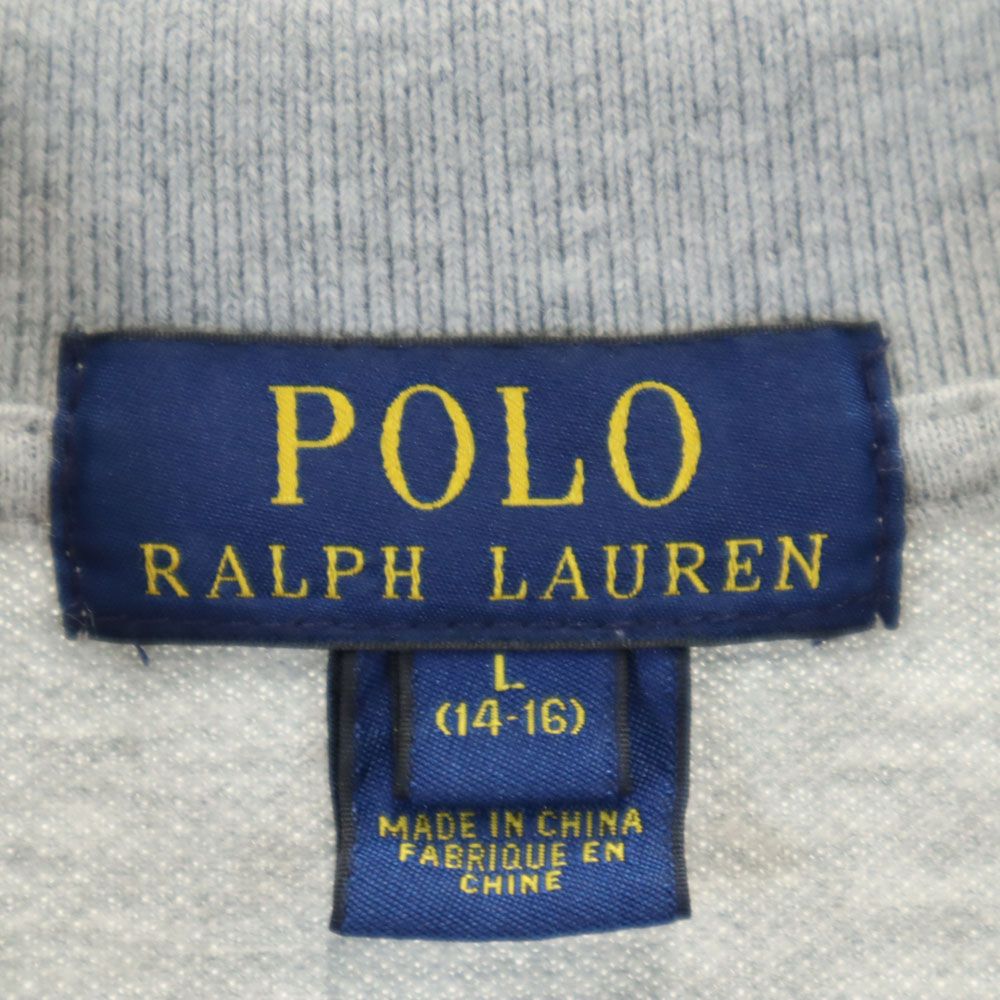 POLO
RALPH LAUREN
L
(14-16)
MADE IN CHINA
FABRIQUE EN
CHINE